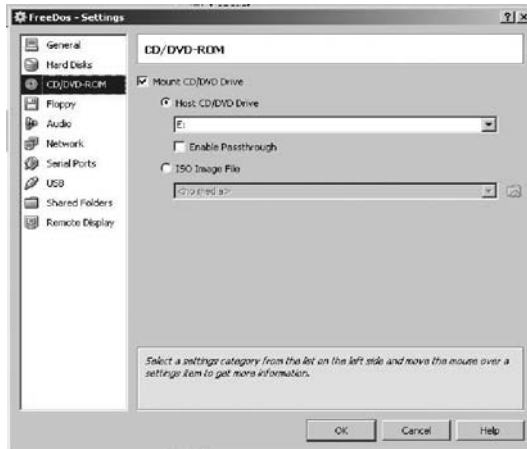 FreeDos - Settings
General
Hard Disks
CD/DVD-ROM
Floppy
Audio
Network
Serial Ports
USB
Shared Folders
Remote Display
CD/DVD-ROM
Mount CD/DVD Drive
Host CD/DVD Drive
E:
Enable Passthrough
ISO Image File
<no media>
Select a settings category from the list on the left side and move the mouse over a
settings item to get more information.
OK
Cancel
Help